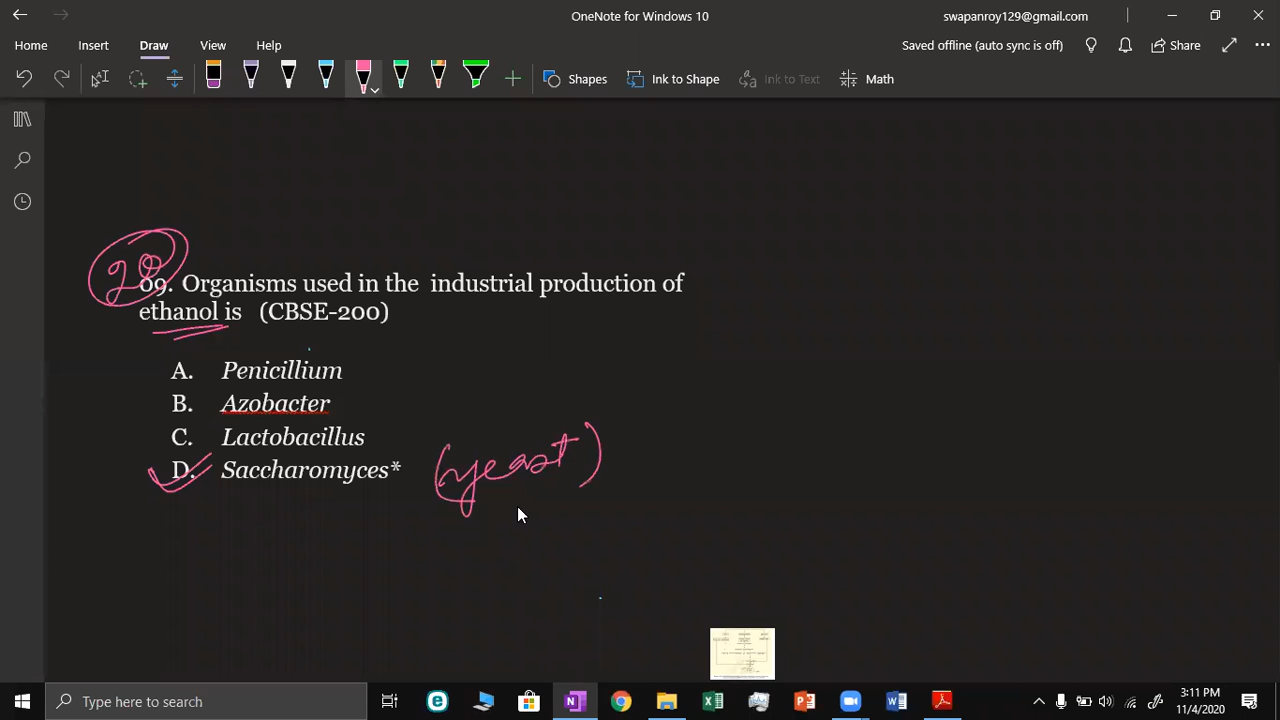 OneNote for Windows 10
swapanroy129@gmail.com
Home Insert Draw View Help
Saved offline (auto sync is off)
Share
Shapes
Ink to Shape
Ink to Text
Math
20
09. Organisms used in the industrial production of
ethanol is (CBSE-200)
A. Penicillium
B. Azobacter
C. Lactobacillus
D. Saccharomyces* (yeast)
Type here to search
3:11 PM
11/4/2020